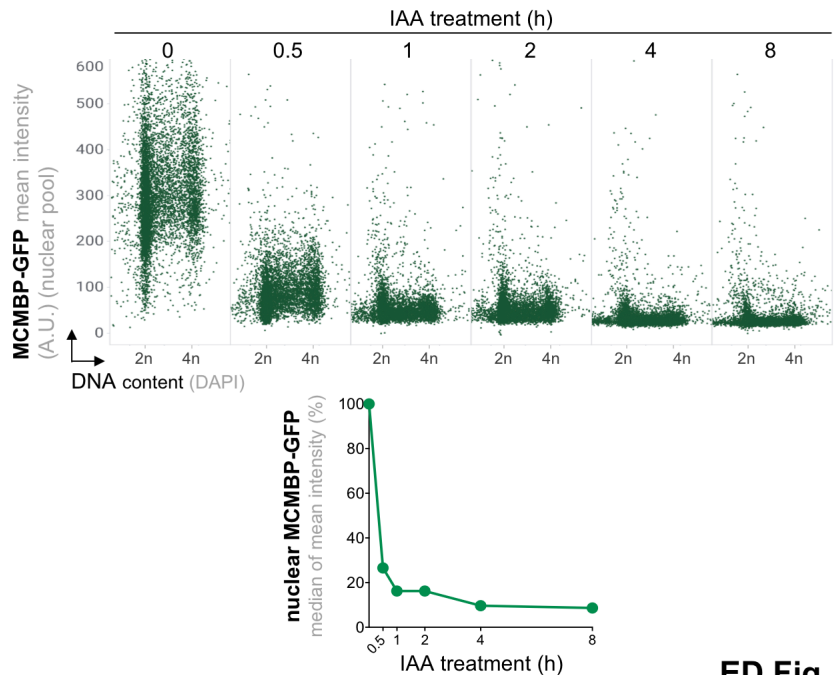 IAA treatment (h)
0 0.5 1 2 4 8
MCMBP-GFP mean intensity
(A.U.) (nuclear pool)
600
500
400
300
200
100
0
2n 4n 2n 4n 2n 4n 2n 4n 2n 4n 2n 4n
DNA content (DAPI)
nuclear MCMBP-GFP
median of mean intensity (%)
100
80
60
40
20
0
0.5 1 2 4 8
IAA treatment (h)
ED Fig